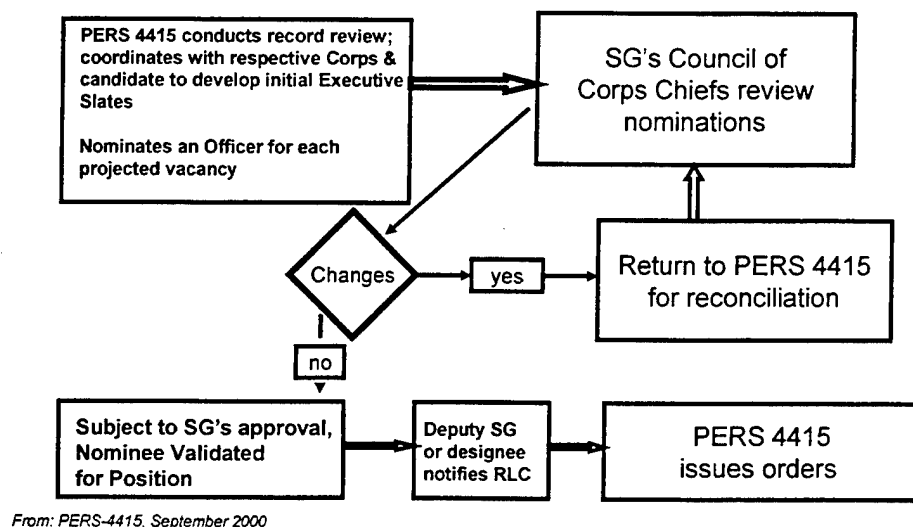 PERS 4415 conducts record review;
coordinates with respective Corps &
candidate to develop initial Executive
Slates
Nominates an Officer for each
projected vacancy
SG's Council of
Corps Chiefs review
nominations
Changes
yes
Return to PERS 4415
for reconciliation
no
Subject to SG's approval,
Nominee Validated
for Position
Deputy SG
or designee
notifies RLC
PERS 4415
issues orders
From: PERS-4415, September 2000